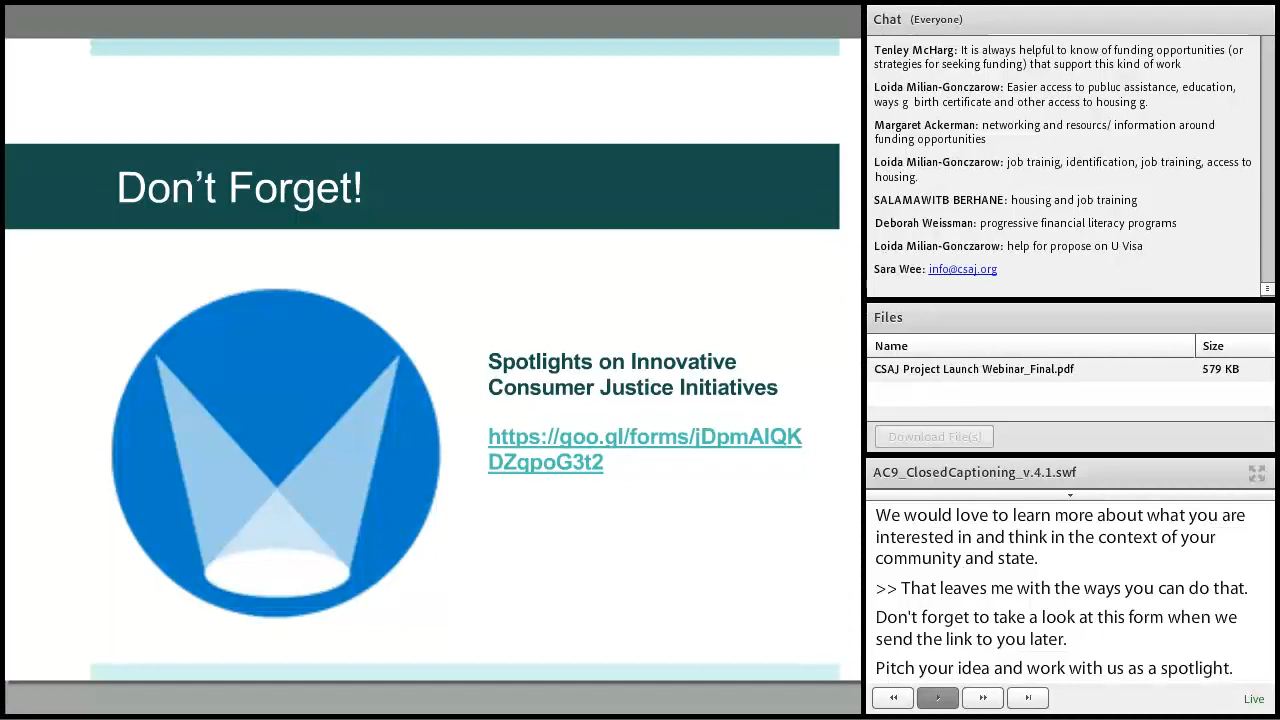 Don't Forget!
Spotlights on Innovative
Consumer Justice Initiatives
https://goo.gl/forms/jDpmAlQK
DZqpoG3t2
Chat (Everyone)
Tenley McHarg: It is always helpful to know of funding opportunities (or
strategies for seeking funding) that support this kind of work
Loida Milian-Gonczarow: Easier access to publuc assistance, education,
ways g birth certificate and other access to housing g.
Margaret Ackerman: networking and resourcs/ information around
funding opportunities
Loida Milian-Gonczarow: job trainig, identification, job training, access to
housing.
SALAMAWITB BERHANE: housing and job training
Deborah Weissman: progressive financial literacy programs
Loida Milian-Gonczarow: help for propose on U Visa
Sara Wee: info@csaj.org
Files
Name Size
CSAJ Project Launch Webinar_Final.pdf 579 KB
Download File(s)
AC9_ClosedCaptioning_v.4.1.swf
We would love to learn more about what you are
interested in and think in the context of your
community and state.
>> That leaves me with the ways you can do that.
Don't forget to take a look at this form when we
send the link to you later.
Pitch your idea and work with us as a spotlight.
Live